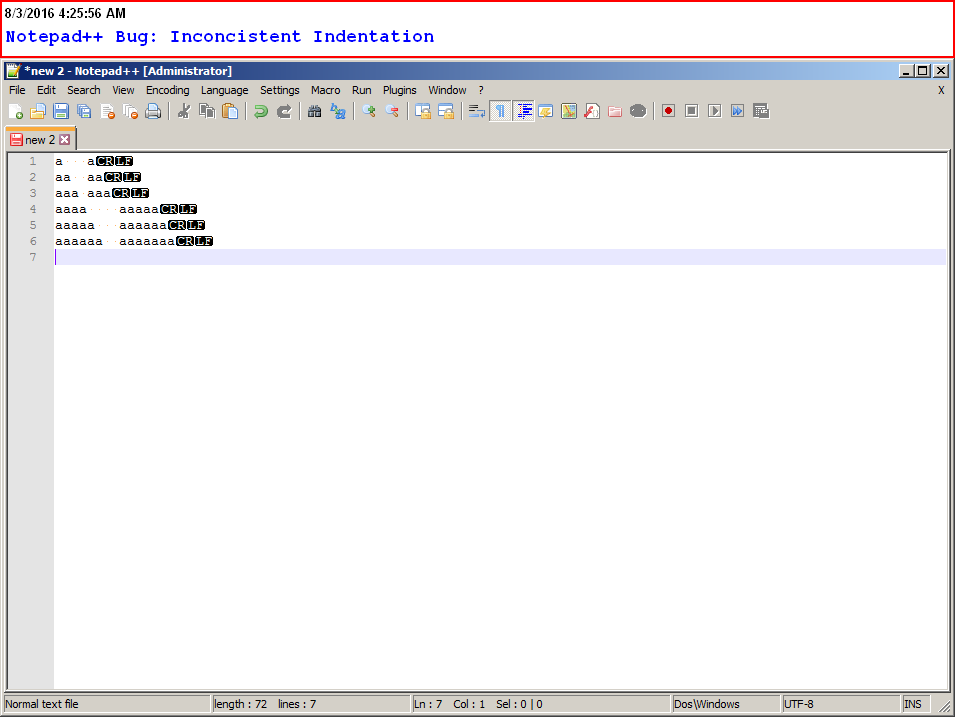 8/3/2016 4:25:56 AM
Notepad++ Bug: Inconcistent Indentation
*new 2 - Notepad++ [Administrator]
File Edit Search View Encoding Language Settings Macro Run Plugins Window ? X
new 2
1 a···aCRLF
2 aa··aaCRLF
3 aaa·aaaCRLF
4 aaaa····aaaaaCRLF
5 aaaaa···aaaaaaCRLF
6 aaaaaa··aaaaaaaCRLF
7
Normal text file length : 72 lines : 7 Ln : 7 Col : 1 Sel : 0 | 0 Dos\Windows UTF-8 INS